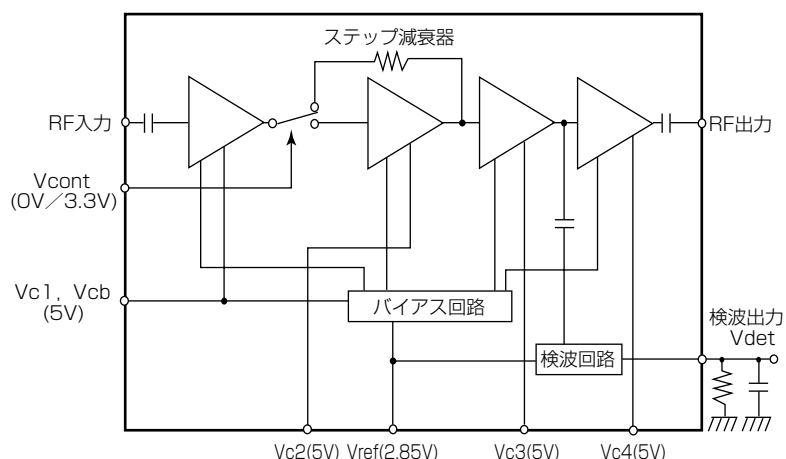 ステップ減衰器
RF入力
RF出力
Vcont
(0V／3.3V)
Vc1, Vcb
(5V)
バイアス回路
検波回路
検波出力
Vdet
Vc2(5V) Vref(2.85V) Vc3(5V) Vc4(5V)